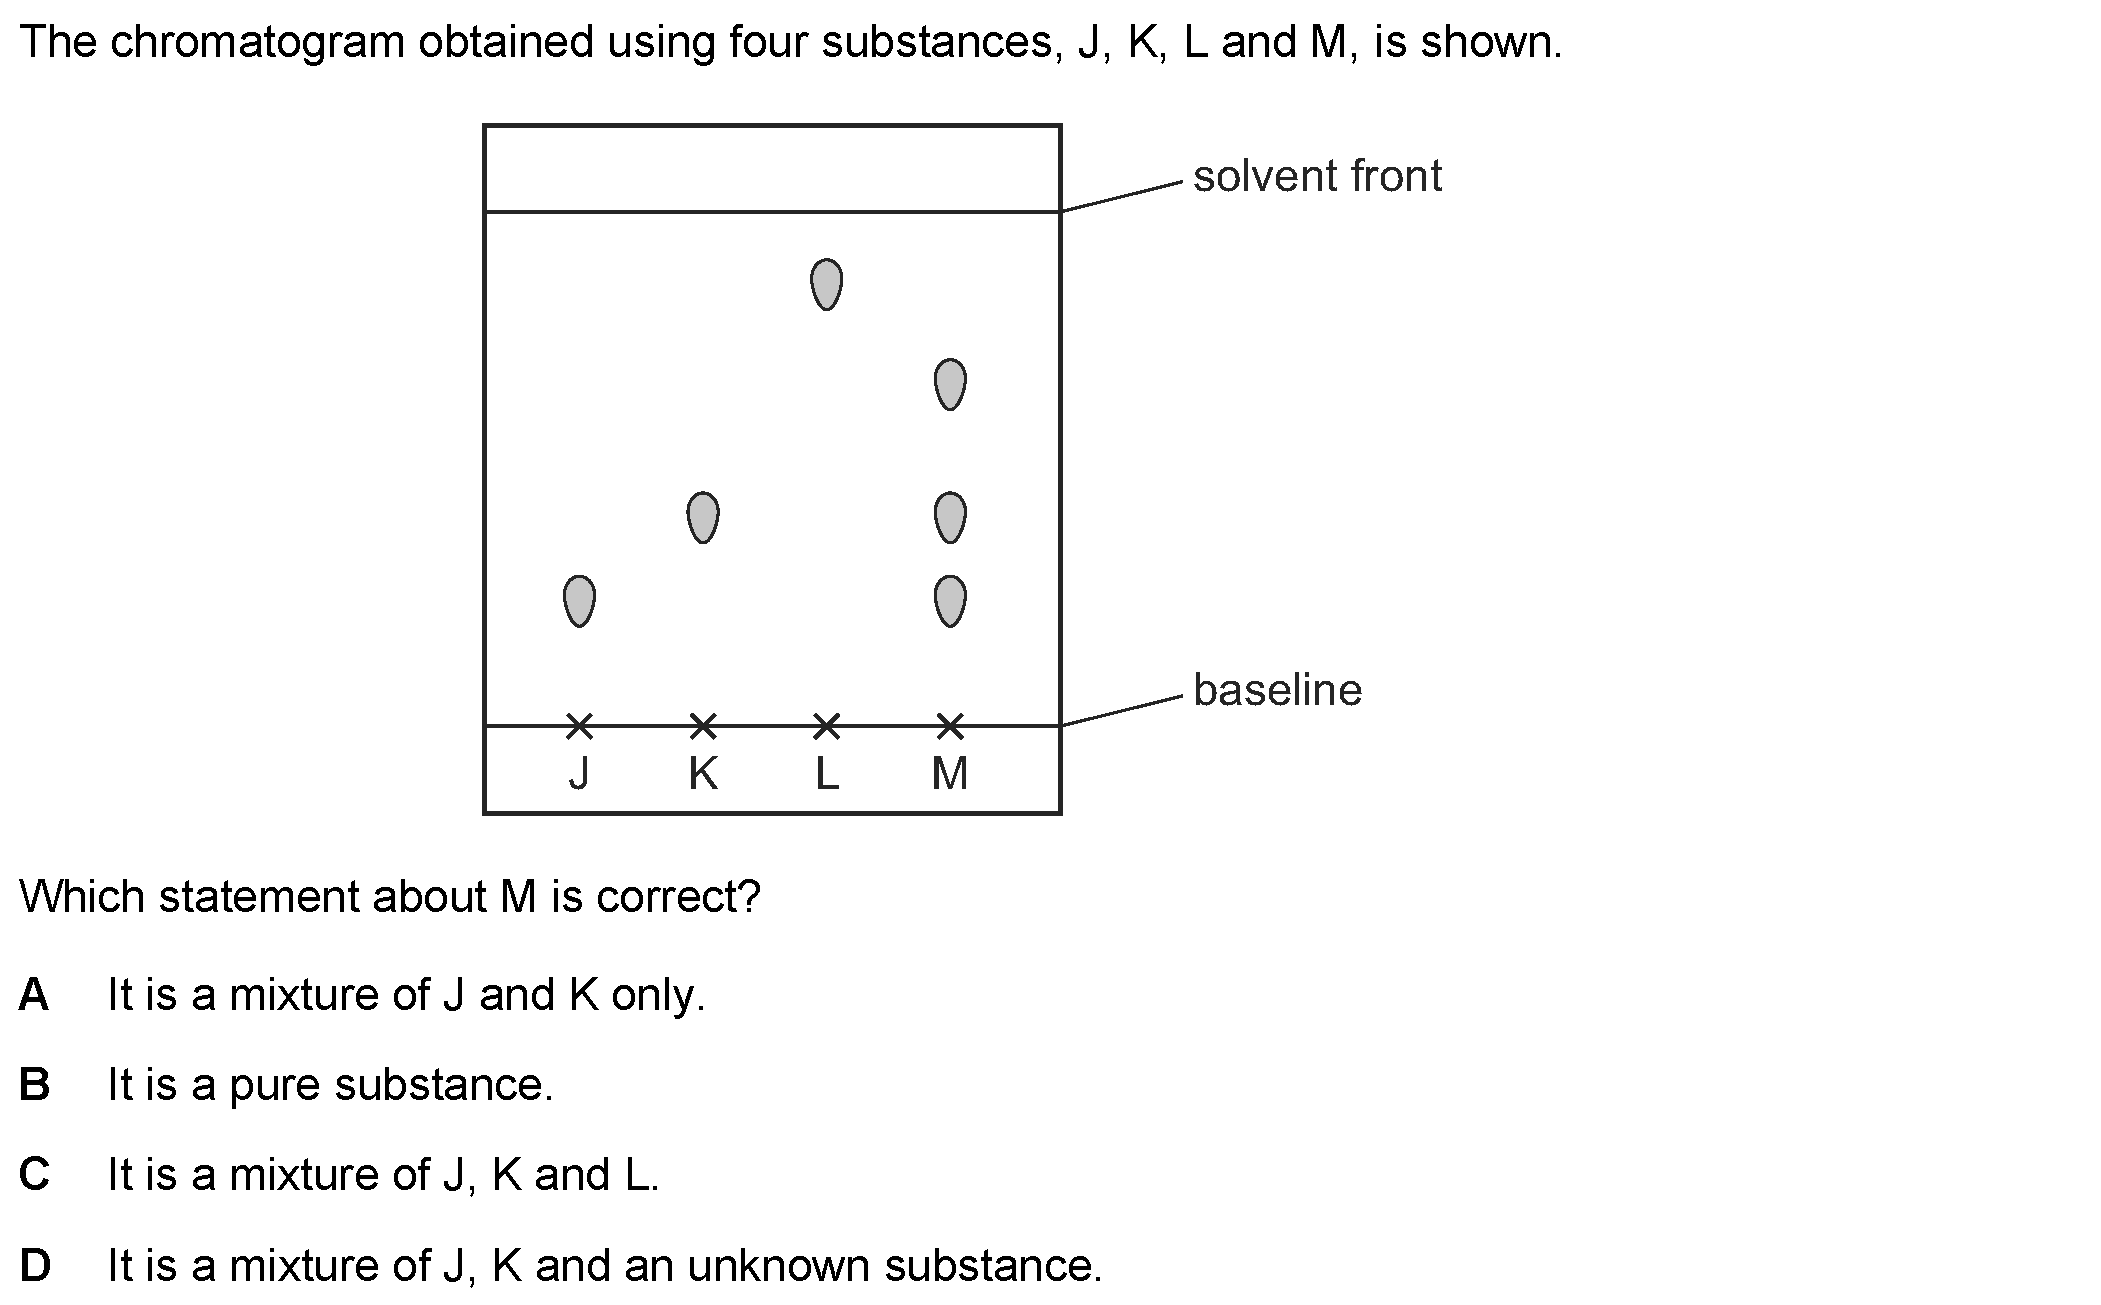 The chromatogram obtained using four substances, J, K, L and M, is shown.
solvent front
baseline
J K L M
Which statement about M is correct?
A It is a mixture of J and K only.
B It is a pure substance.
C It is a mixture of J, K and L.
D It is a mixture of J, K and an unknown substance.